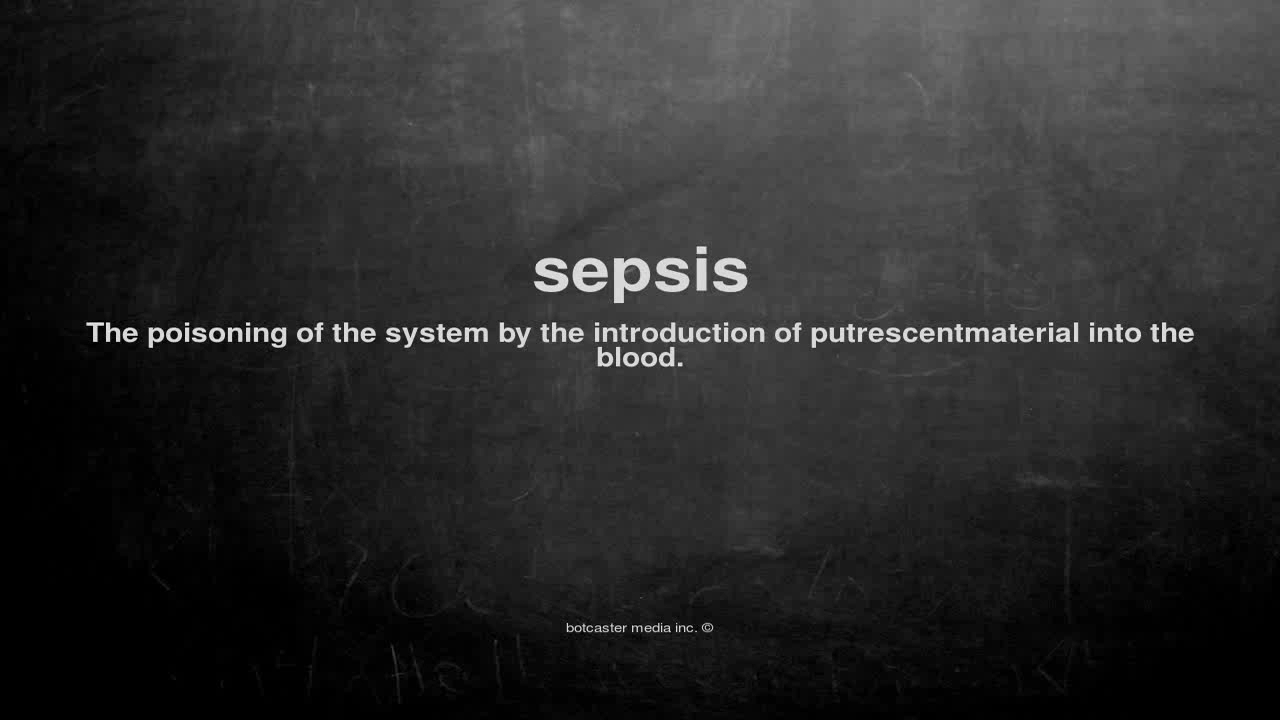 sepsis
The poisoning of the system by the introduction of putrescentmaterial into the
blood.
botcaster media inc. ©